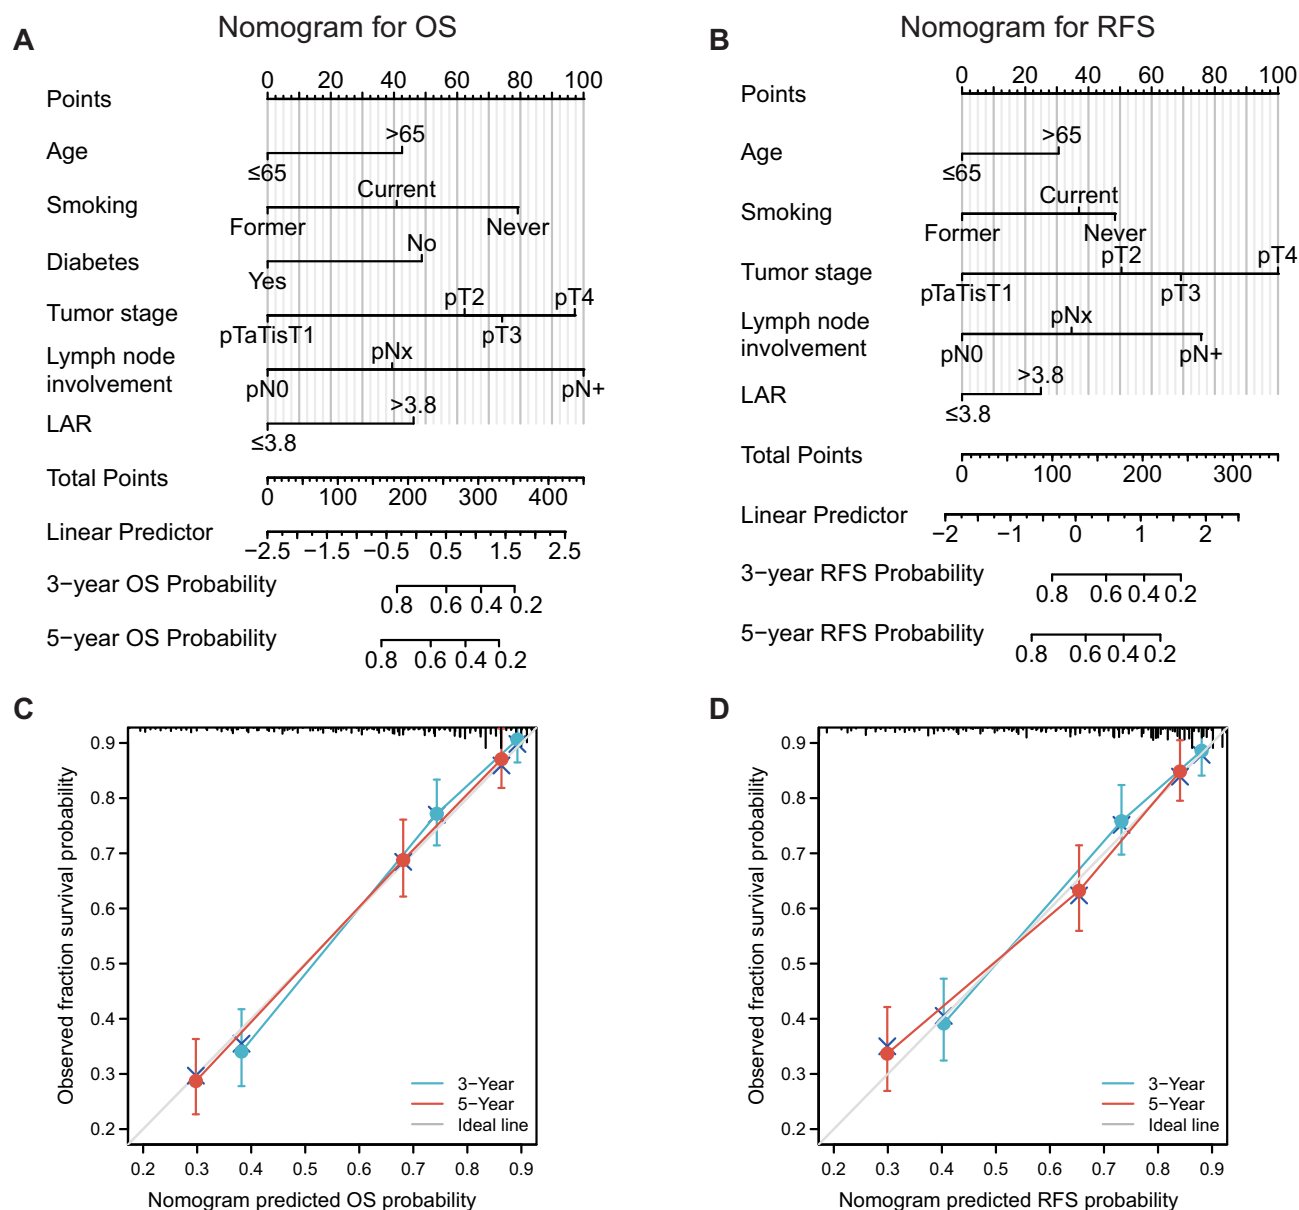 A
Nomogram for OS
Points
0 20 40 60 80 100
Age
>65
≤65
Smoking
Current
Former Never
Diabetes
No
Yes
Tumor stage
pT2 pT4
pTaTisT1 pT3
Lymph node
involvement
pNx
pN0 pN+
LAR
>3.8
≤3.8
Total Points
0 100 200 300 400
Linear Predictor
−2.5 −1.5 −0.5 0.5 1.5 2.5
3−year OS Probability
0.8 0.6 0.4 0.2
5−year OS Probability
0.8 0.6 0.4 0.2
B
Nomogram for RFS
Points
0 20 40 60 80 100
Age
>65
≤65
Smoking
Current
Former Never
Tumor stage
pT2 pT4
pTaTisT1 pT3
Lymph node
involvement
pNx
pN0 pN+
LAR
>3.8
≤3.8
Total Points
0 100 200 300
Linear Predictor
−2 −1 0 1 2
3−year RFS Probability
0.8 0.6 0.4 0.2
5−year RFS Probability
0.8 0.6 0.4 0.2
C
Observed fraction survival probability
0.9
0.8
0.7
0.6
0.5
0.4
0.3
0.2
3−Year
5−Year
Ideal line
0.2 0.3 0.4 0.5 0.6 0.7 0.8 0.9
Nomogram predicted OS probability
D
Observed fraction survival probability
0.9
0.8
0.7
0.6
0.5
0.4
0.3
0.2
3−Year
5−Year
Ideal line
0.2 0.3 0.4 0.5 0.6 0.7 0.8 0.9
Nomogram predicted RFS probability